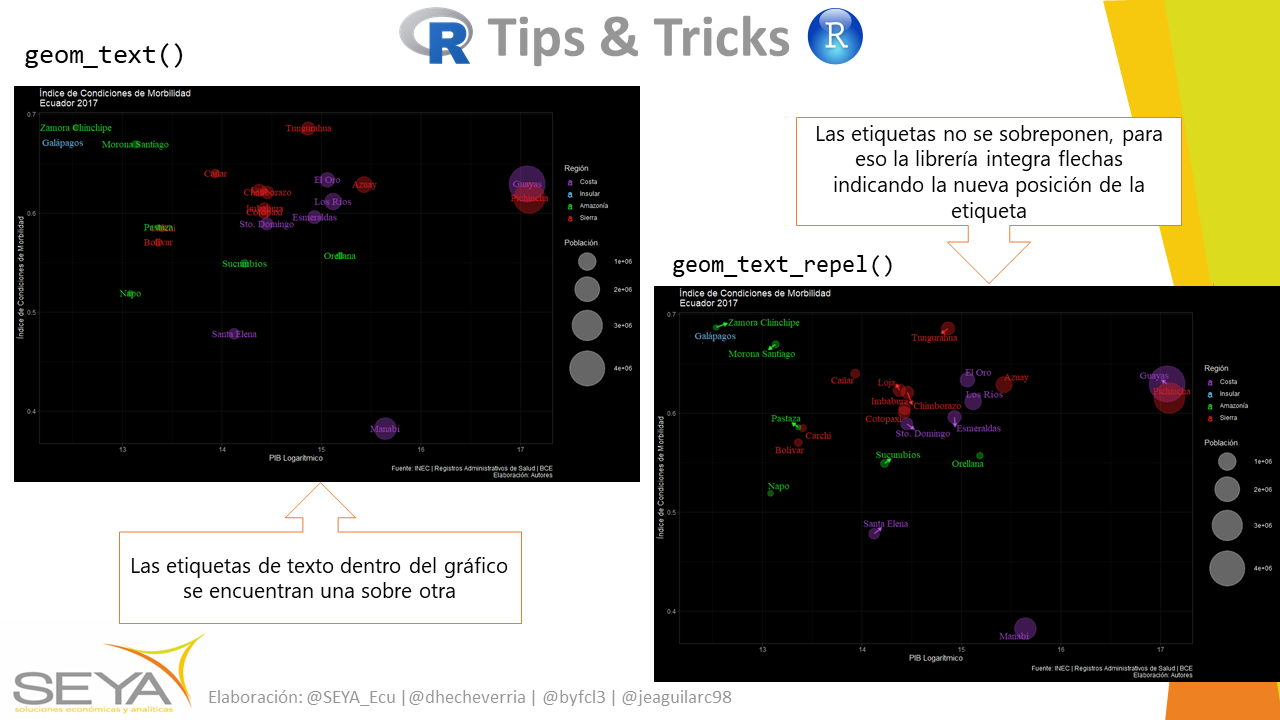 R Tips & Tricks R
geom_text()
Índice de Condiciones de Morbilidad
Ecuador 2017
Índice de Condiciones de Morbilidad
0.7
0.6
0.5
0.4
Zamora Chinchipe
Galápagos
Morona Santiago
Tungurahua
Cañar
Chimborazo
Imbabura
Cotopaxi
Sto. Domingo
El Oro
Azuay
Los Ríos
Esmeraldas
Guayas
Pichincha
Pastaza
Bolívar
Sucumbíos
Orellana
Napo
Santa Elena
Manabí
13 14 15 16 17
PIB Logarítmico
Fuente: INEC | Registros Administrativos de Salud | BCE
Elaboración: Autores
Región
a Costa
a Insular
a Amazonía
a Sierra
Población
1e+06
2e+06
3e+06
4e+06
Las etiquetas de texto dentro del gráfico
se encuentran una sobre otra
Las etiquetas no se sobreponen, para
eso la librería integra flechas
indicando la nueva posición de la
etiqueta
geom_text_repel()
Índice de Condiciones de Morbilidad
Ecuador 2017
Índice de Condiciones de Morbilidad
0.7
0.6
0.5
0.4
Zamora Chinchipe
Galápagos
Morona Santiago
Tungurahua
Cañar
Loja
El Oro
Azuay
Guayas
Pichincha
Imbabura
Chimborazo
Los Ríos
Cotopaxi
Sto. Domingo
Esmeraldas
Pastaza
Carchi
Bolívar
Sucumbíos
Orellana
Napo
Santa Elena
Manabí
13 14 15 16 17
PIB Logarítmico
Fuente: INEC | Registros Administrativos de Salud | BCE
Elaboración: Autores
Región
a Costa
a Insular
a Amazonía
a Sierra
Población
1e+06
2e+06
3e+06
4e+06
SEYA
soluciones económicas y analíticas
Elaboración: @SEYA_Ecu |@dhecheverria | @byfcl3 | @jeaguilarc98